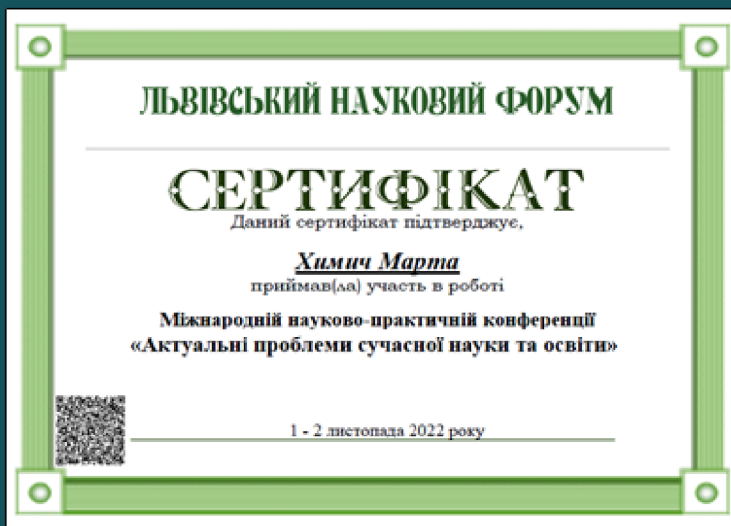 ЛЬВІВСЬКИЙ НАУКОВИЙ ФОРУМ
СЕРТИФІКАТ
Даний сертифікат підтверджує,
Химич Марта
приймав(ла) участь в роботі
Міжнародній науково-практичній конференції
«Актуальні проблеми сучасної науки та освіти»
1 - 2 листопада 2022 року